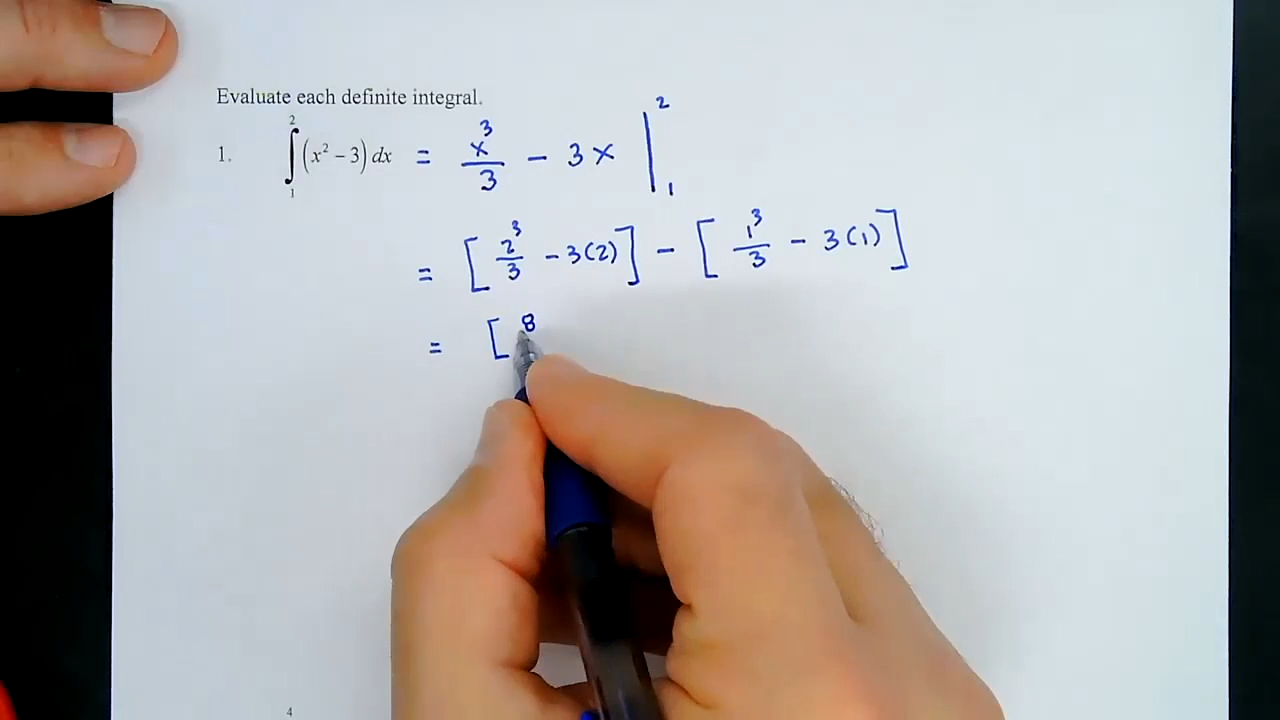 Evaluate each definite integral.
1. ∫₁² (x² − 3) dx = x³/3 − 3x |₁²
= [ 2³/3 − 3(2) ] − [ 1³/3 − 3(1) ]
= [ 8
4